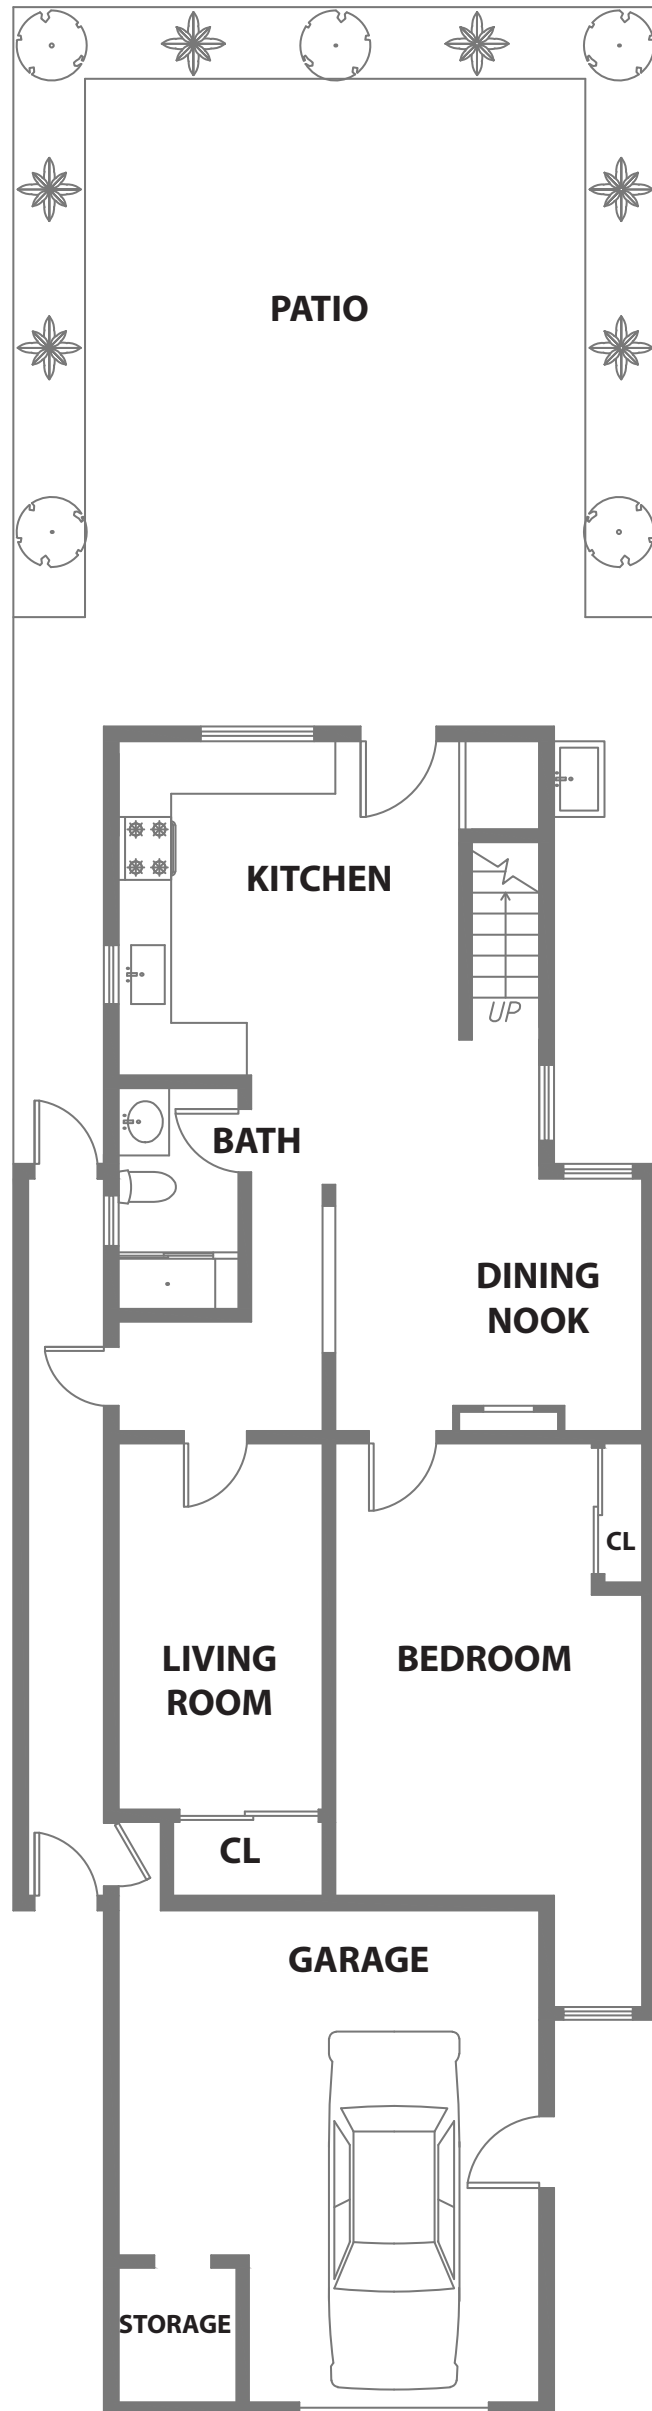 PATIO
KITCHEN
UP
BATH
DINING
NOOK
CL
LIVING
ROOM
BEDROOM
CL
GARAGE
STORAGE